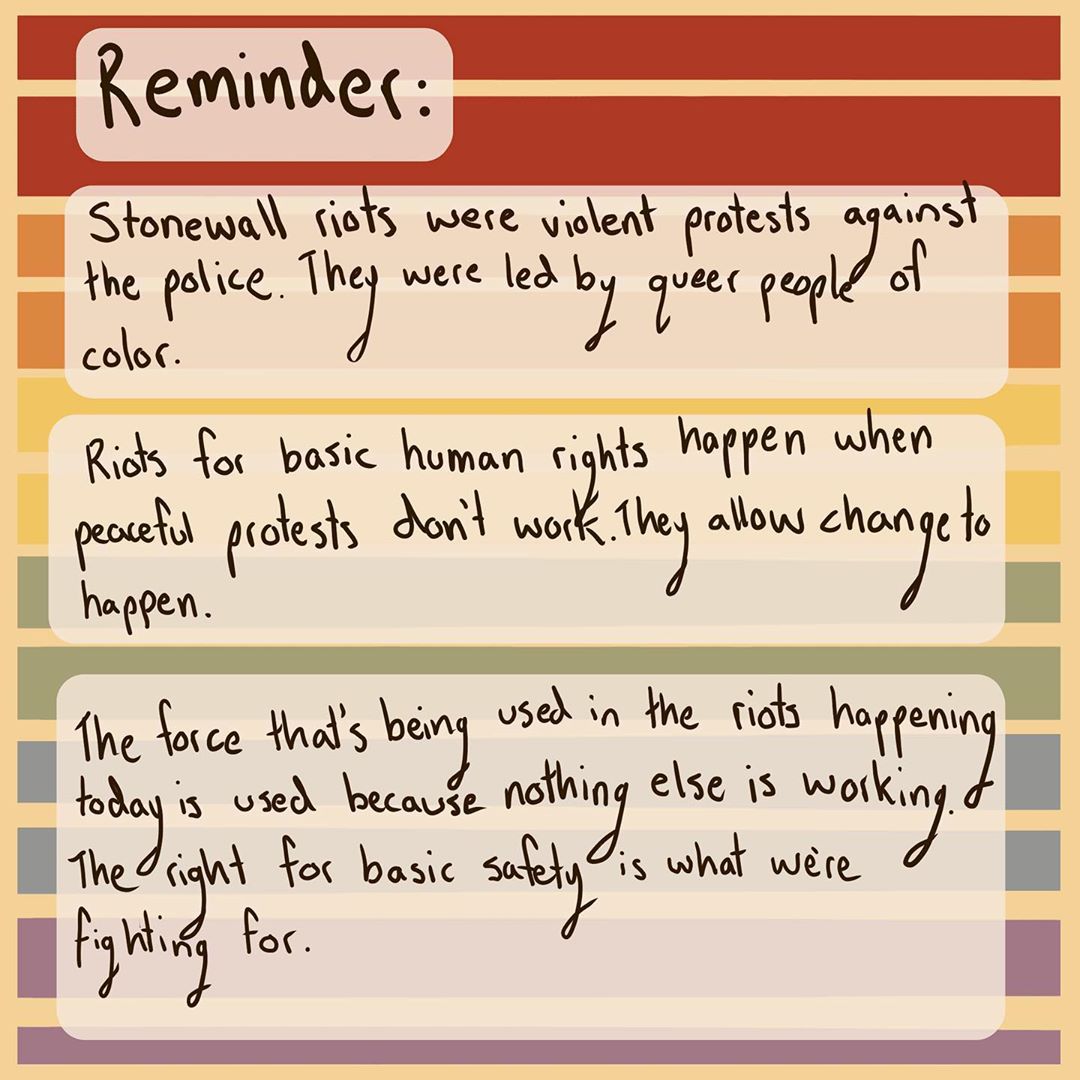 Reminder:
Stonewall riots were violent protests against
the police. They were led by queer people of
color.
Riots for basic human rights happen when
peaceful protests don't work. They allow change to
happen.
The force that's being used in the riots happening
today is used because nothing else is working.
The right for basic safety is what we're
fighting for.